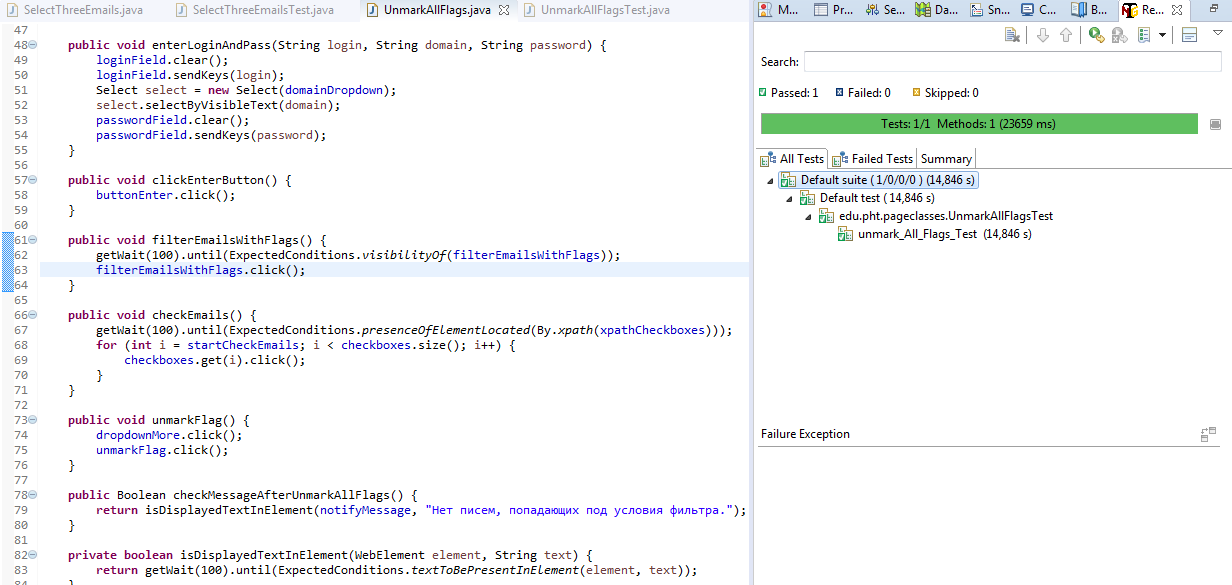 SelectThreeEmails.java
SelectThreeEmailsTest.java
UnmarkAllFlags.java
UnmarkAllFlagsTest.java
47
48 public void enterLoginAndPass(String login, String domain, String password) {
49 loginField.clear();
50 loginField.sendKeys(login);
51 Select select = new Select(domainDropdown);
52 select.selectByVisibleText(domain);
53 passwordField.clear();
54 passwordField.sendKeys(password);
55 }
56
57 public void clickEnterButton() {
58 buttonEnter.click();
59 }
60
61 public void filterEmailsWithFlags() {
62 getWait(100).until(ExpectedConditions.visibilityOf(filterEmailsWithFlags));
63 filterEmailsWithFlags.click();
64 }
65
66 public void checkEmails() {
67 getWait(100).until(ExpectedConditions.presenceOfElementLocated(By.xpath(xpathCheckboxes)));
68 for (int i = startCheckEmails; i < checkboxes.size(); i++) {
69 checkboxes.get(i).click();
70 }
71 }
72
73 public void unmarkFlag() {
74 dropdownMore.click();
75 unmarkFlag.click();
76 }
77
78 public Boolean checkMessageAfterUnmarkAllFlags() {
79 return isDisplayedTextInElement(notifyMessage, "Нет писем, попадающих под условия фильтра.");
80 }
81
82 private boolean isDisplayedTextInElement(WebElement element, String text) {
83 return getWait(100).until(ExpectedConditions.textToBePresentInElement(element, text));
M...
Pr...
Se...
Da...
Sn...
C...
B...
Re...
Search:
Passed: 1
Failed: 0
Skipped: 0
Tests: 1/1 Methods: 1 (23659 ms)
All Tests
Failed Tests
Summary
Default suite ( 1/0/0/0 ) (14,846 s)
Default test ( 14,846 s)
edu.pht.pageclasses.UnmarkAllFlagsTest
unmark_All_Flags_Test (14,846 s)
Failure Exception